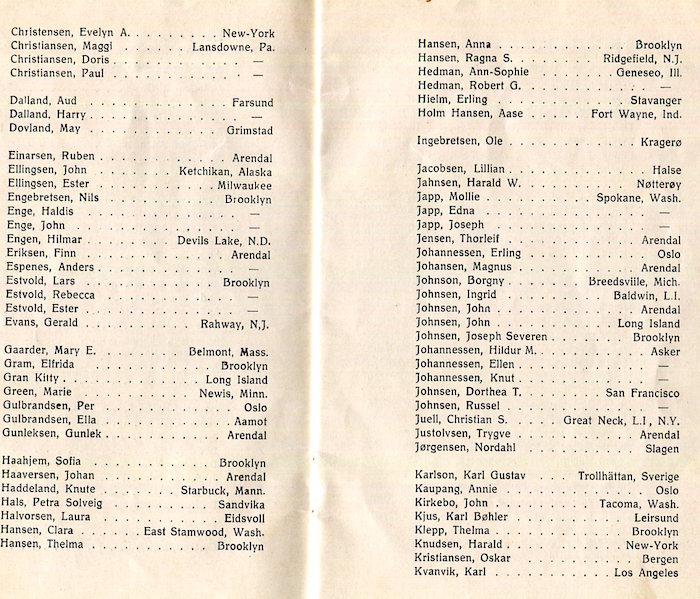 Christensen, Evelyn A. . . . . . . . . New-York
Christiansen, Maggi . . . . . . . Lansdowne, Pa.
Christiansen, Doris . . . . . . . . . . . . —
Christiansen, Paul . . . . . . . . . . . . —
Dalland, Aud . . . . . . . . . . . . Farsund
Dalland, Harry . . . . . . . . . . . . . —
Dovland, May . . . . . . . . . . . Grimstad
Einarsen, Ruben . . . . . . . . . . . Arendal
Ellingsen, John . . . . . . . Ketchikan, Alaska
Ellingsen, Ester . . . . . . . . . . Milwaukee
Engebretsen, Nils . . . . . . . . . . Brooklyn
Enge, Haldis . . . . . . . . . . . . . —
Enge, John . . . . . . . . . . . . . —
Engen, Hilmar . . . . . . . Devils Lake, N.D.
Eriksen, Finn . . . . . . . . . . . Arendal
Espenes, Anders . . . . . . . . . . . . —
Estvold, Lars . . . . . . . . . . . Brooklyn
Estvold, Rebecca . . . . . . . . . . . —
Estvold, Ester . . . . . . . . . . . . —
Evans, Gerald . . . . . . . . . Rahway, N,J.
Gaarder, Mary E. . . . . . . . Belmont, Mass.
Gram, Elfrida . . . . . . . . . . . Brooklyn
Gran Kitty . . . . . . . . . . . Long Island
Green, Marie . . . . . . . . . Newis, Minn.
Gulbrandsen, Per . . . . . . . . . . . Oslo
Gulbrandsen, Ella . . . . . . . . . . Aamot
Gunleksen, Gunlek . . . . . . . . . . Arendal
Haahjem, Sofia . . . . . . . . . . Brooklyn
Haaversen, Johan . . . . . . . . . . Arendal
Haddeland, Knute . . . . . . . Starbuck, Mann.
Hals, Petra Solveig . . . . . . . . . Sandvika
Halvorsen, Laura . . . . . . . . . . Eidsvoll
Hansen, Clara . . . . . East Stamwood, Wash.
Hansen, Thelma . . . . . . . . . . . Brooklyn
Hansen, Anna . . . . . . . . . . . Brooklyn
Hansen, Ragna S. . . . . . . . Ridgefield, N.J.
Hedman, Ann-Sophie . . . . . . . Geneseo, Ill.
Hedman, Robert G. . . . . . . . . . . . —
Hielm, Erling . . . . . . . . . . . Stavanger
Holm Hansen, Aase . . . . . Fort Wayne, Ind.
Ingebretsen, Ole . . . . . . . . . . Kragerø
Jacobsen, Lillian . . . . . . . . . . . Halse
Jahnsen, Harald W. . . . . . . . . . Nøtterøy
Japp, Mollie . . . . . . . . . Spokane, Wash.
Japp, Edna . . . . . . . . . . . . . —
Japp, Joseph . . . . . . . . . . . . . —
Jensen, Thorleif . . . . . . . . . . . Arendal
Johannessen, Erling . . . . . . . . . . Oslo
Johansen, Magnus . . . . . . . . . . Arendal
Johnson, Borgny . . . . . . . Breedsviile, Mich.
Johnsen, Ingrid . . . . . . . . . Baldwin, L.I.
Johnsen, John . . . . . . . . . . . Arendal
Johnsen, John . . . . . . . . . . Long Island
Johnsen, Joseph Severen . . . . . . . Brooklyn
Johannessen, Hildur M. . . . . . . . . . Asker
Johannessen, Ellen . . . . . . . . . . . —
Johannessen, Knut . . . . . . . . . . . —
Johnsen, Dorthea T. . . . . . . . San Francisco
Johnsen, Russel . . . . . . . . . . . . —
Juell, Christian S. . . . . . Great Neck, L.I , N.Y.
Justolvsen, Trygve . . . . . . . . . . Arendal
Jørgensen, Nordahl . . . . . . . . . . Slagen
Karlson, Karl Gustav . . . . . Trollhättan, Sverige
Kaupang, Annie . . . . . . . . . . . . Oslo
Kirkebo, John . . . . . . . . . Tacoma, Wash.
Kjus, Karl Bøhler . . . . . . . . . . Leirsund
Klepp, Thelma . . . . . . . . . . . Brooklyn
Knudsen, Harald . . . . . . . . . . New-York
Kristiansen, Oskar . . . . . . . . . . Bergen
Kvanvik, Karl . . . . . . . . . . Los Angeles